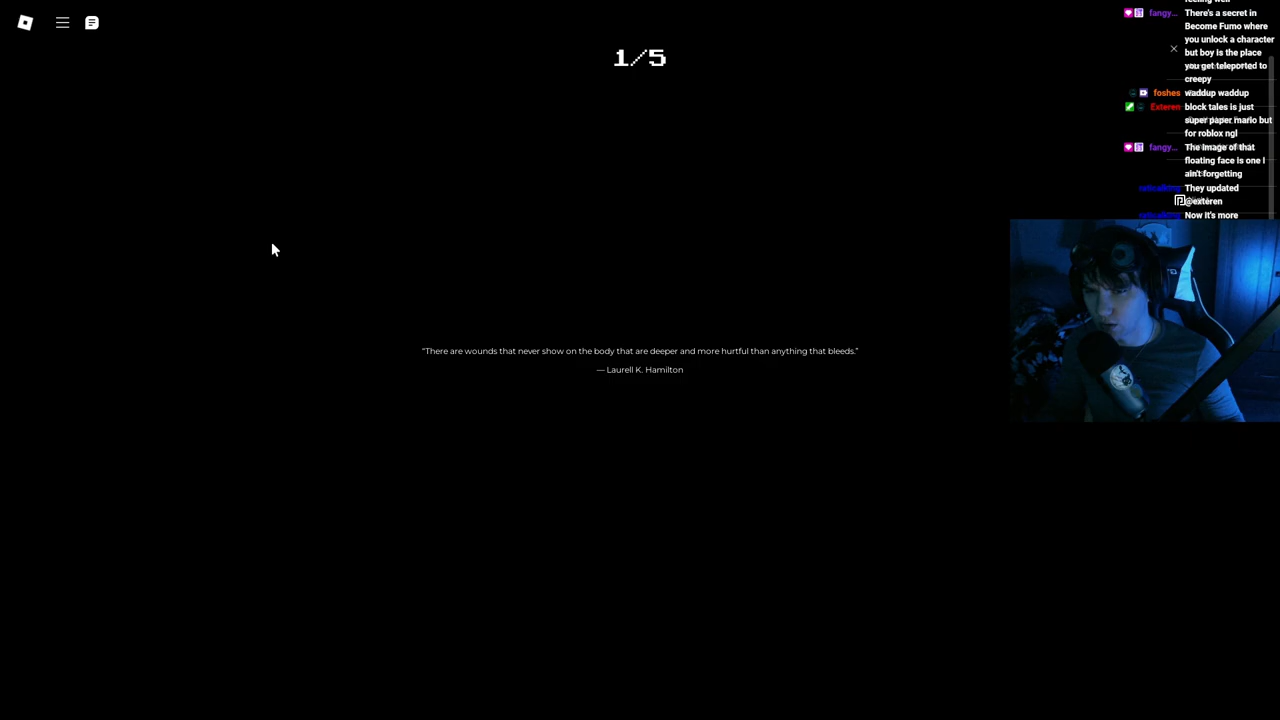 1/5
feeling well
fangy... There's a secret in
Become Fumo where
you unlock a character
but boy is the place
you get teleported to
creepy
foshes waddup waddup
Exteren block tales is just
super paper mario but
for roblox ngl
fangy... The image of that
floating face is one i
ain't forgetting
They updated
@exteren
Now it's more
“There are wounds that never show on the body that are deeper and more hurtful than anything that bleeds.”
— Laurell K. Hamilton